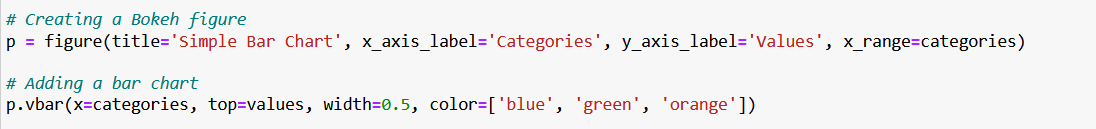 # Creating a Bokeh figure
p = figure(title='Simple Bar Chart', x_axis_label='Categories', y_axis_label='Values', x_range=categories)
# Adding a bar chart
p.vbar(x=categories, top=values, width=0.5, color=['blue', 'green', 'orange'])